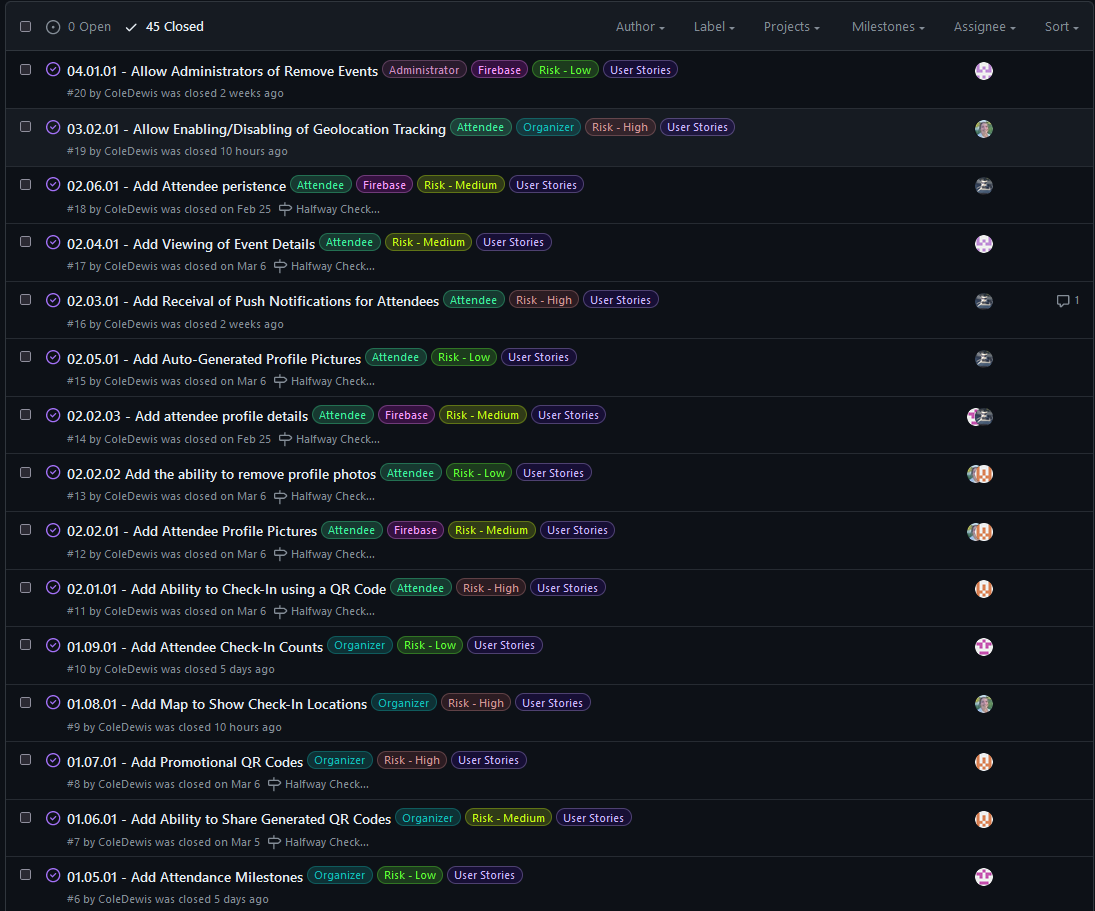 0 Open 45 Closed Author Label Projects Milestones Assignee Sort
04.01.01 - Allow Administrators of Remove Events Administrator Firebase Risk - Low User Stories
#20 by ColeDewis was closed 2 weeks ago
03.02.01 - Allow Enabling/Disabling of Geolocation Tracking Attendee Organizer Risk - High User Stories
#19 by ColeDewis was closed 10 hours ago
02.06.01 - Add Attendee peristence Attendee Firebase Risk - Medium User Stories
#18 by ColeDewis was closed on Feb 25 Halfway Check...
02.04.01 - Add Viewing of Event Details Attendee Risk - Medium User Stories
#17 by ColeDewis was closed on Mar 6 Halfway Check...
02.03.01 - Add Receival of Push Notifications for Attendees Attendee Risk - High User Stories 1
#16 by ColeDewis was closed 2 weeks ago
02.05.01 - Add Auto-Generated Profile Pictures Attendee Risk - Low User Stories
#15 by ColeDewis was closed on Mar 6 Halfway Check...
02.02.03 - Add attendee profile details Attendee Firebase Risk - Medium User Stories
#14 by ColeDewis was closed on Feb 25 Halfway Check...
02.02.02 Add the ability to remove profile photos Attendee Risk - Low User Stories
#13 by ColeDewis was closed on Mar 6 Halfway Check...
02.02.01 - Add Attendee Profile Pictures Attendee Firebase Risk - Medium User Stories
#12 by ColeDewis was closed on Mar 6 Halfway Check...
02.01.01 - Add Ability to Check-In using a QR Code Attendee Risk - High User Stories
#11 by ColeDewis was closed on Mar 6 Halfway Check...
01.09.01 - Add Attendee Check-In Counts Organizer Risk - Low User Stories
#10 by ColeDewis was closed 5 days ago
01.08.01 - Add Map to Show Check-In Locations Organizer Risk - High User Stories
#9 by ColeDewis was closed 10 hours ago
01.07.01 - Add Promotional QR Codes Organizer Risk - High User Stories
#8 by ColeDewis was closed on Mar 6 Halfway Check...
01.06.01 - Add Ability to Share Generated QR Codes Organizer Risk - Medium User Stories
#7 by ColeDewis was closed on Mar 5 Halfway Check...
01.05.01 - Add Attendance Milestones Organizer Risk - Low User Stories
#6 by ColeDewis was closed 5 days ago